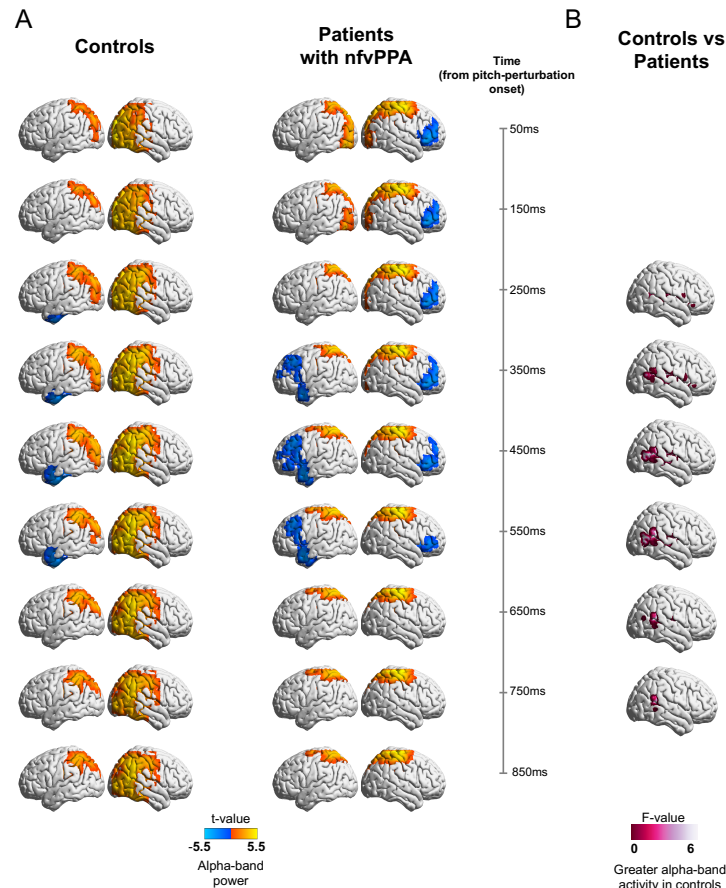 A
Controls
Patients
with nfvPPA
Time
(from pitch-perturbation
onset)
B
Controls vs
Patients
50ms
150ms
250ms
350ms
450ms
550ms
650ms
750ms
850ms
t-value
-5.5 5.5
Alpha-band
power
F-value
0 6
Greater alpha-band
activity in controls